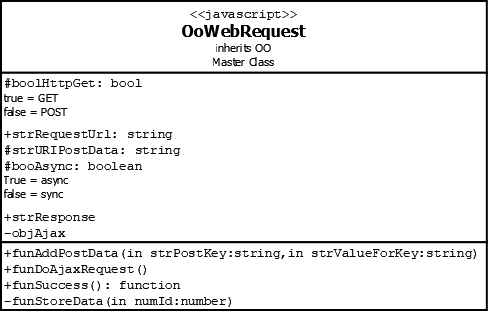 <<javascript>>
OoWebRequest
inherits OO
Master Class
#boolHttpGet: bool
true = GET
false = POST
+strRequestUrl: string
#strURIPostData: string
#booAsync: boolean
True = async
false = sync
+strResponse
-objAjax
+funAddPostData(in strPostKey:string,in strValueForKey:string)
+funDoAjaxRequest()
+funSuccess(): function
-funStoreData(in numId:number)